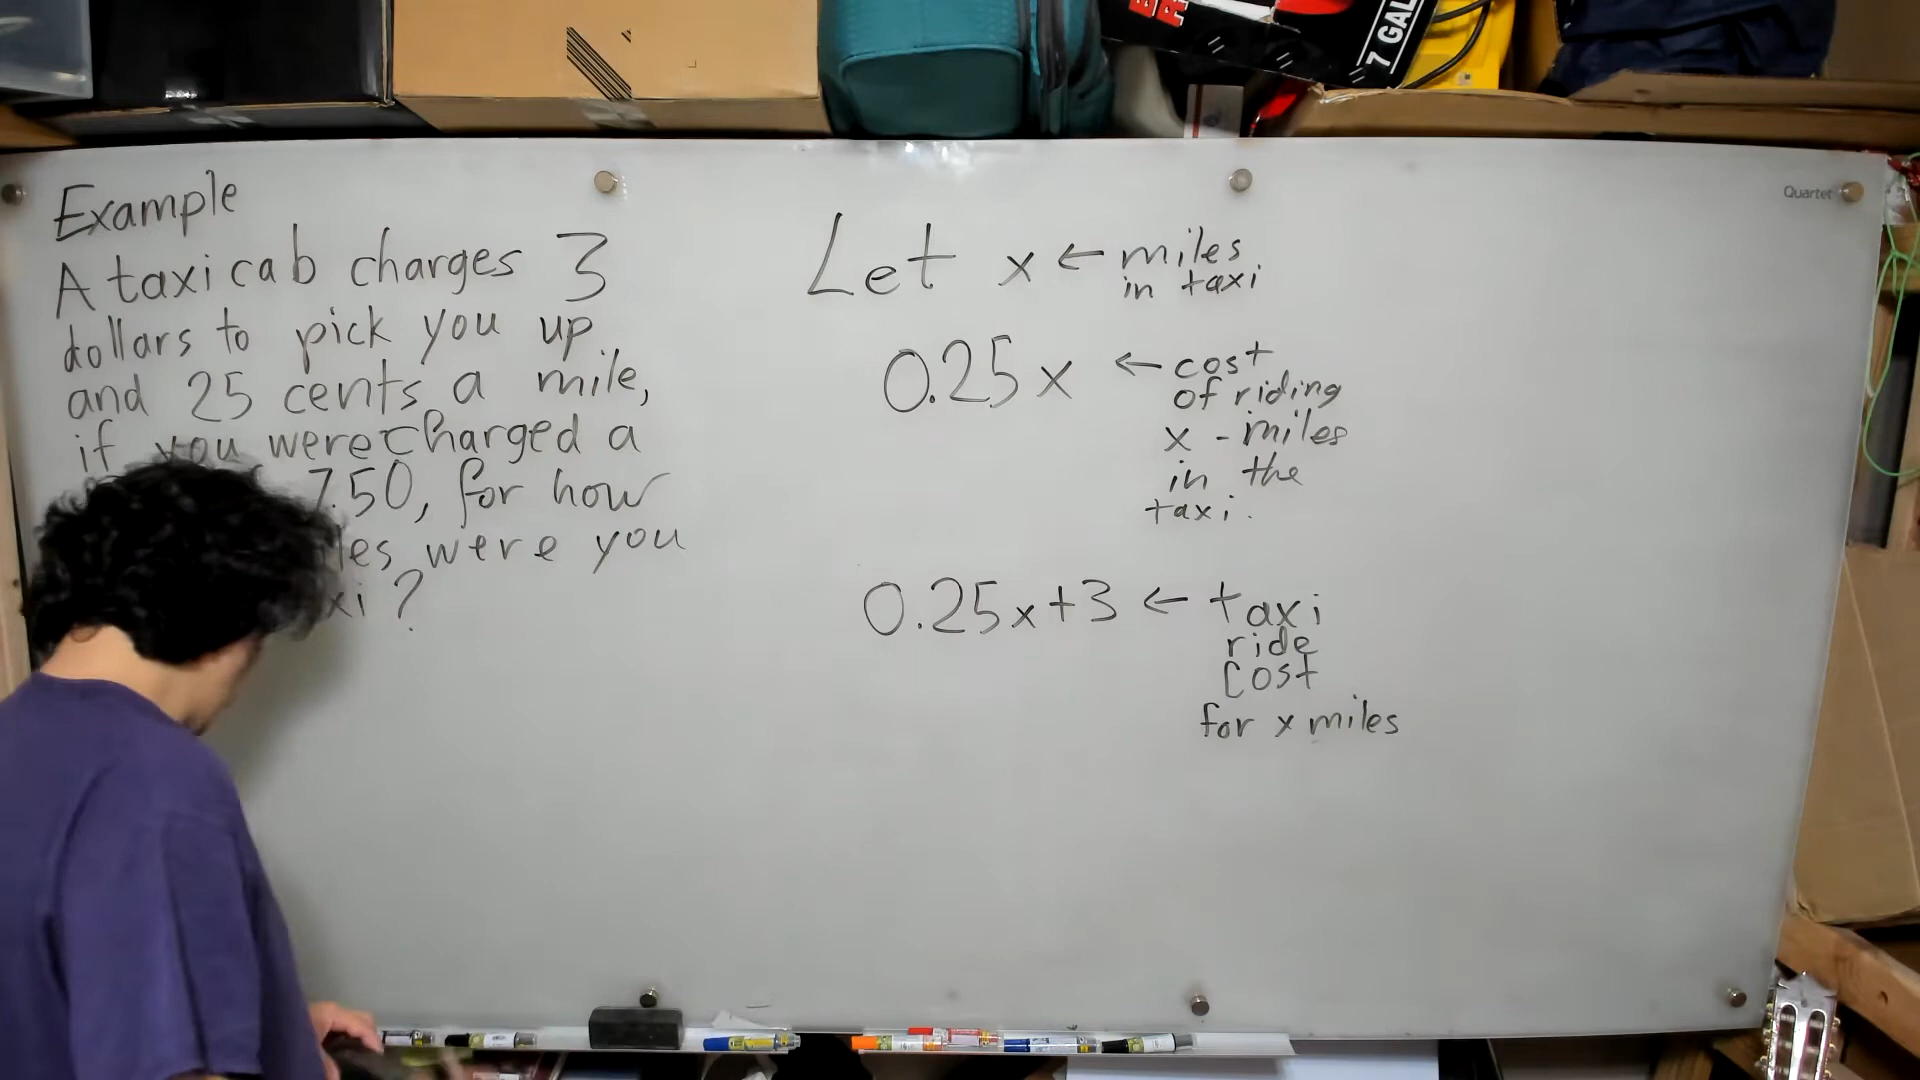 7 GAL
Quartet
Example
A taxi cab charges 3
dollars to pick you up
and 25 cents a mile,
if you were charged a
7.50, for how
were you
?
Let x ← miles
in taxi
0.25x ← cost
of riding
x - miles
in the
taxi.
0.25x+3 ← taxi
ride
cost
for x miles